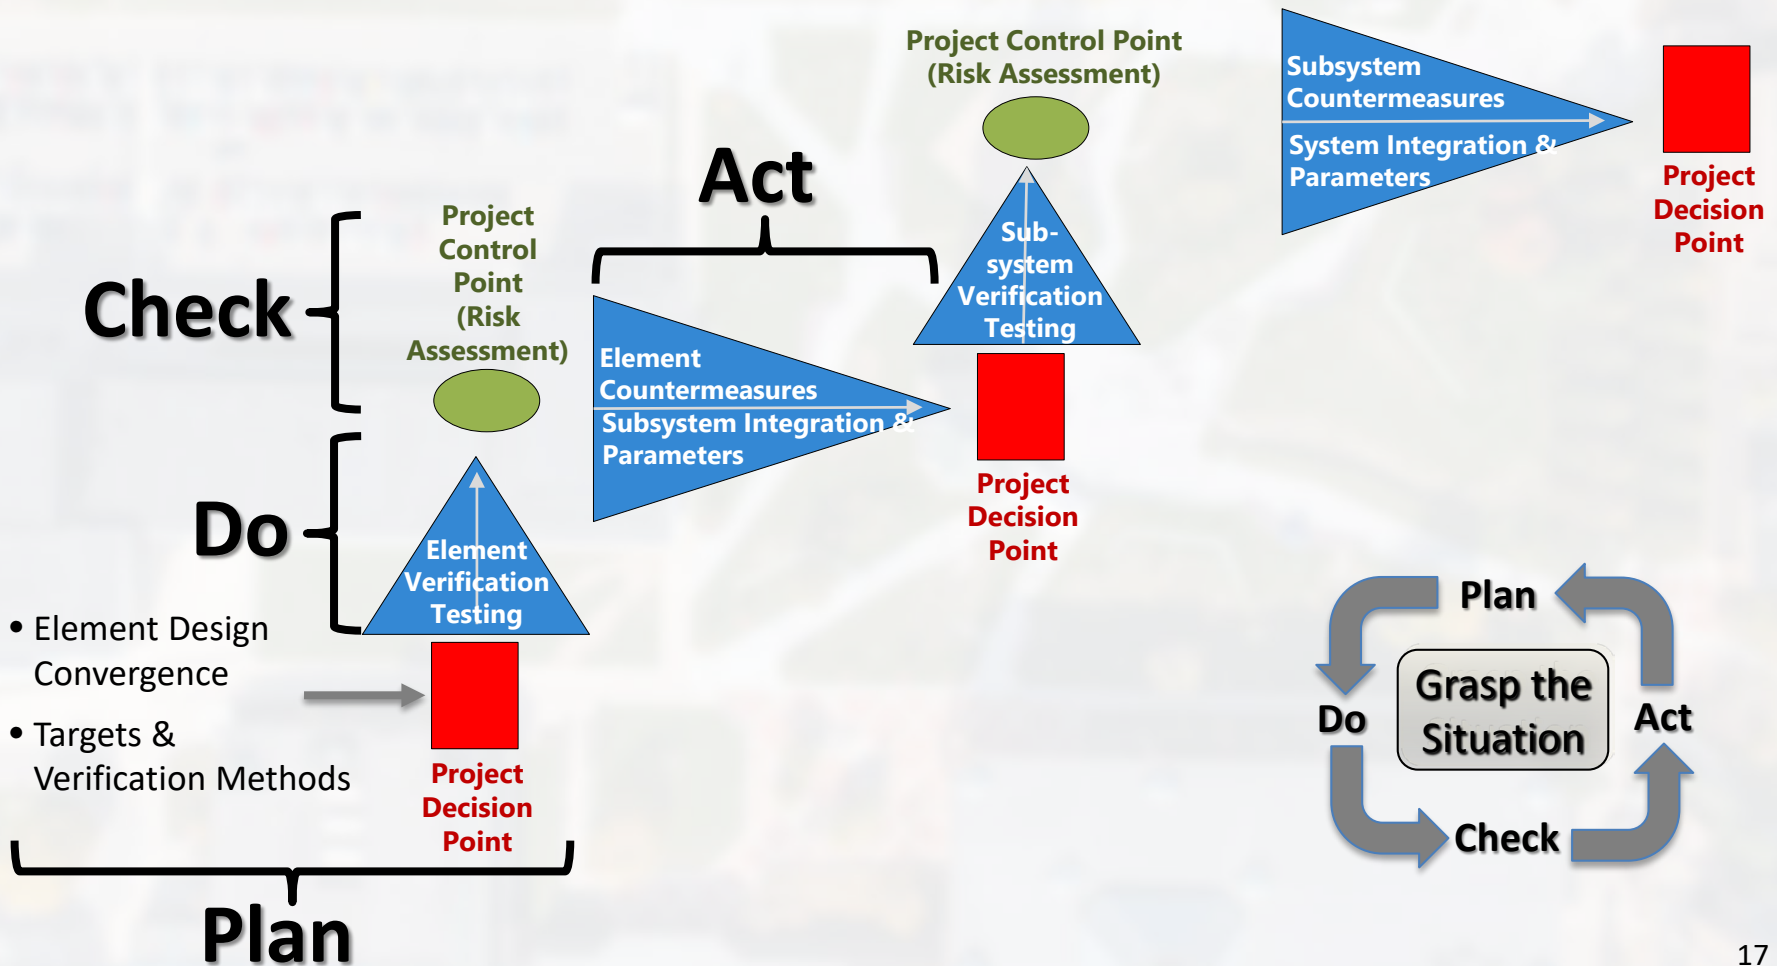 Project Control Point
(Risk Assessment)
Subsystem
Countermeasures
System Integration &
Parameters
Project
Decision
Point
Act
Project
Control
Point
(Risk
Assessment)
Sub-
system
Verification
Testing
Check
Element
Countermeasures
Subsystem Integration &
Parameters
Project
Decision
Point
Do
Element
Verification
Testing
• Element Design
Convergence
• Targets &
Verification Methods
Project
Decision
Point
Plan
Plan
Grasp the
Situation
Do
Act
Check
17